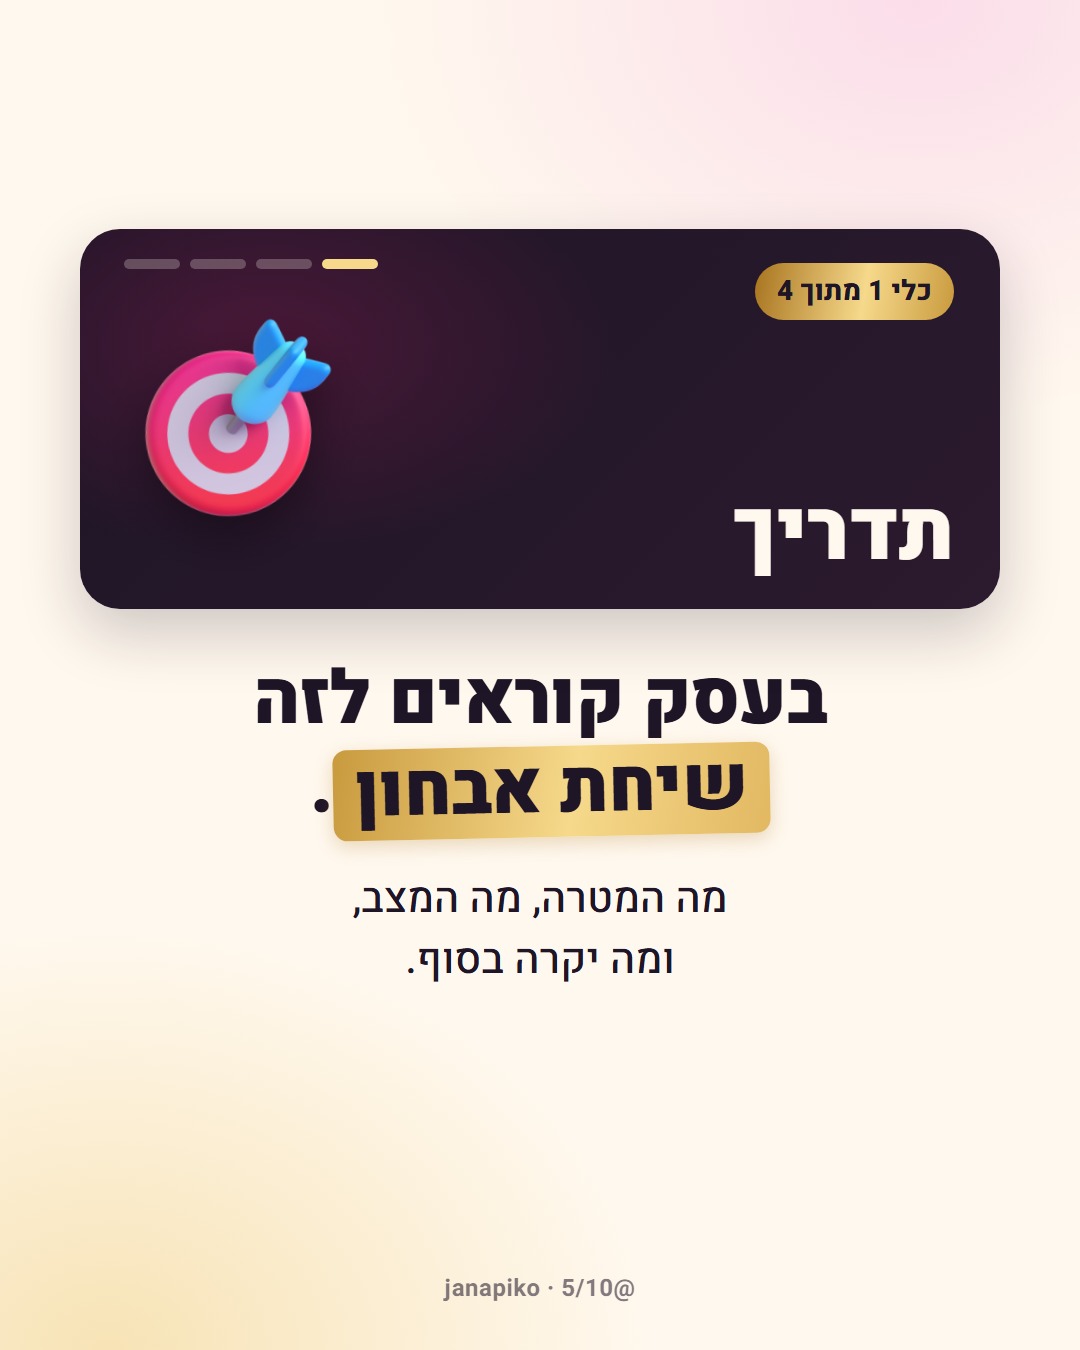 כלי 1 מתוך 4
תדריך
בעסק קוראים לזה
שיחת אבחון.
מה המטרה, מה המצב,
ומה יקרה בסוף.
janapiko · 5/10@